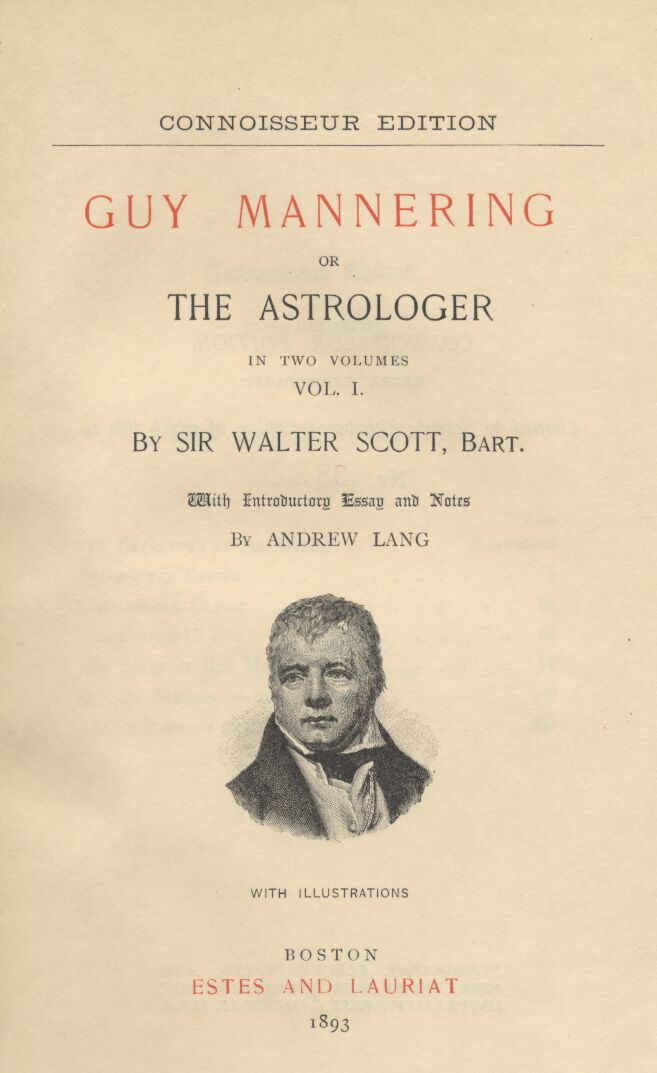 CONNOISSEUR EDITION
GUY MANNERING
OR
THE ASTROLOGER
IN TWO VOLUMES
VOL. I.
By SIR WALTER SCOTT, Bart.
With Introductory Essay and Notes
By ANDREW LANG
WITH ILLUSTRATIONS
BOSTON
ESTES AND LAURIAT
1893